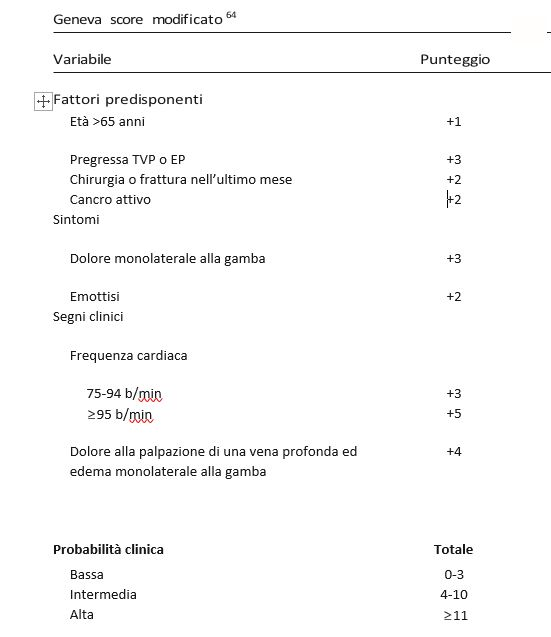 Geneva score modificato 64
Variabile Punteggio
Fattori predisponenti
Età >65 anni +1
Pregressa TVP o EP +3
Chirurgia o frattura nell’ultimo mese +2
Cancro attivo +2
Sintomi
Dolore monolaterale alla gamba +3
Emottisi +2
Segni clinici
Frequenza cardiaca
75-94 b/min +3
≥95 b/min +5
Dolore alla palpazione di una vena profonda ed +4
edema monolaterale alla gamba
Probabilità clinica Totale
Bassa 0-3
Intermedia 4-10
Alta ≥11